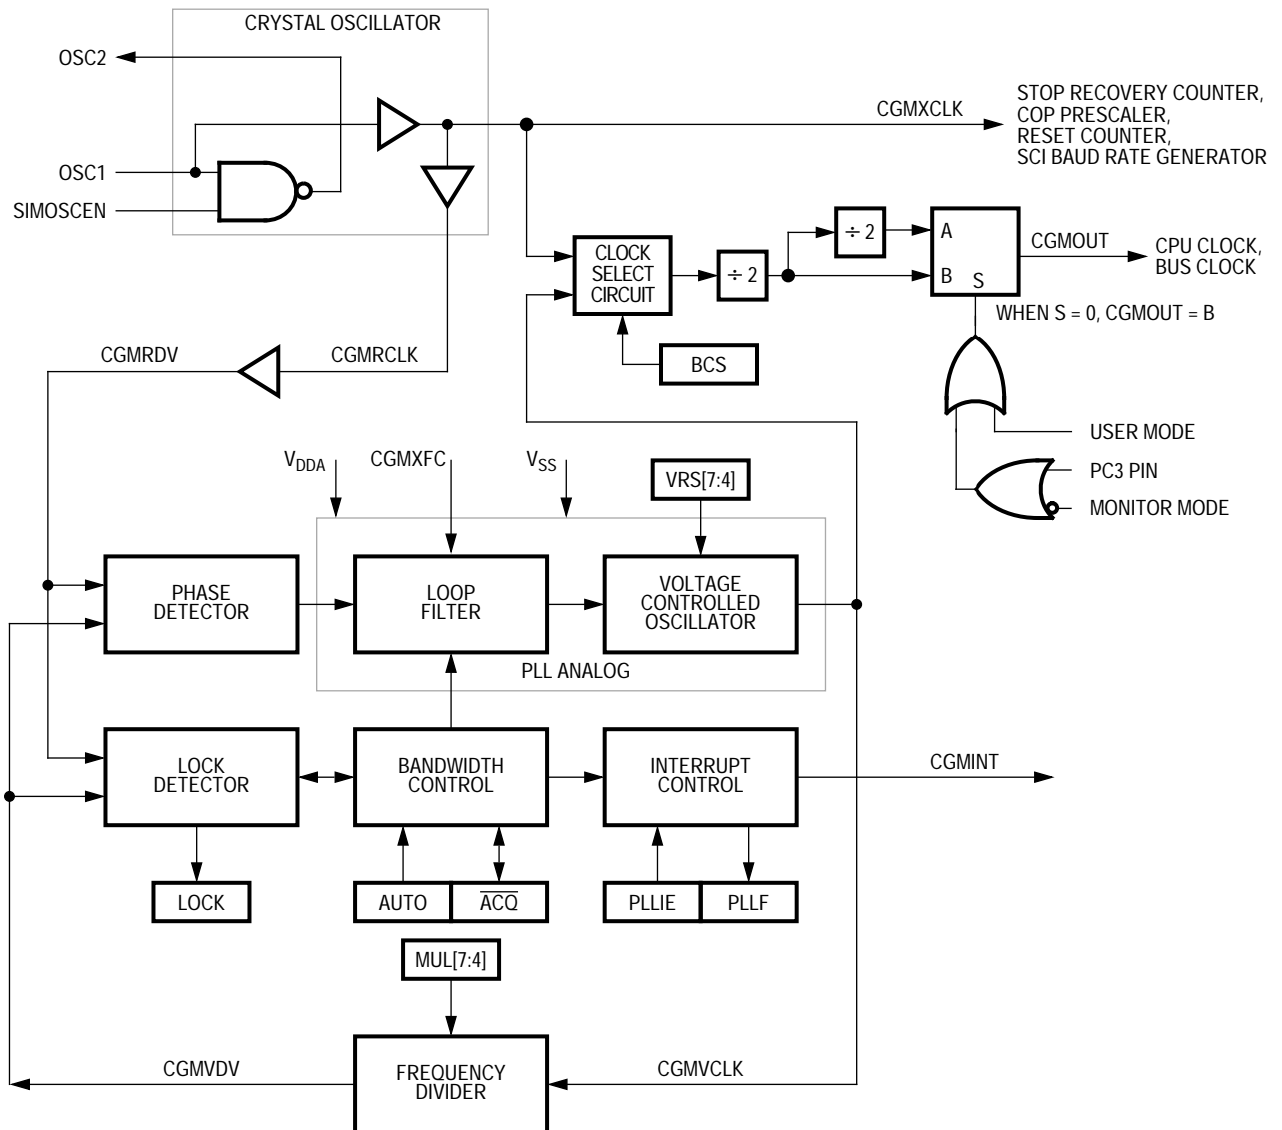 CRYSTAL OSCILLATOR
OSC2
CGMXCLK
STOP RECOVERY COUNTER,
COP PRESCALER,
RESET COUNTER,
SCI BAUD RATE GENERATOR
OSC1
SIMOSCEN
CLOCK
SELECT
CIRCUIT
÷ 2
÷ 2
A
B
S
CGMOUT
CPU CLOCK,
BUS CLOCK
WHEN S = 0, CGMOUT = B
BCS
CGMRDV
CGMRCLK
USER MODE
PC3 PIN
MONITOR MODE
VDDA
CGMXFC
VSS
VRS[7:4]
PHASE
DETECTOR
LOOP
FILTER
VOLTAGE
CONTROLLED
OSCILLATOR
PLL ANALOG
LOCK
DETECTOR
BANDWIDTH
CONTROL
INTERRUPT
CONTROL
CGMINT
LOCK
AUTO
A̅C̅Q̅
PLLIE
PLLF
MUL[7:4]
CGMVDV
FREQUENCY
DIVIDER
CGMVCLK